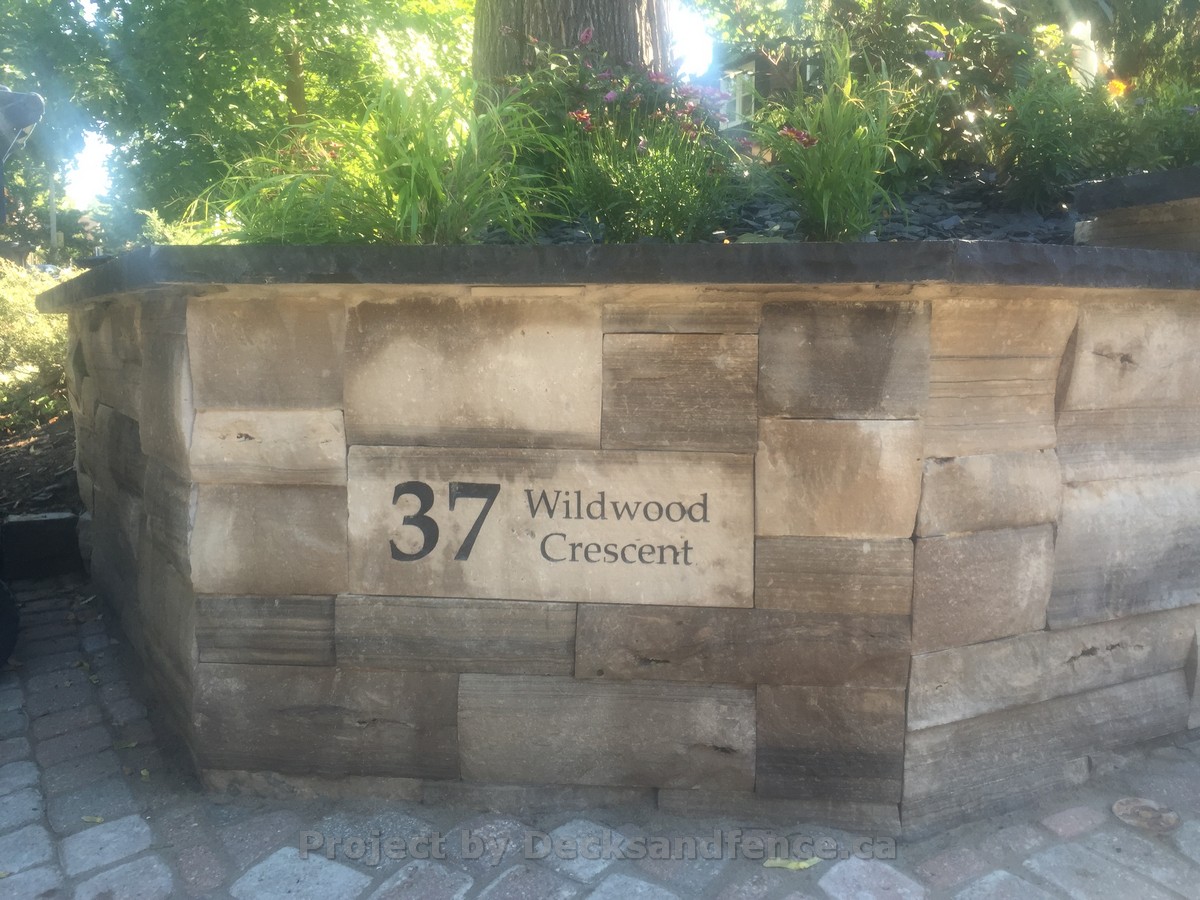 37 Wildwood
Crescent
Project by Decksandfence.ca